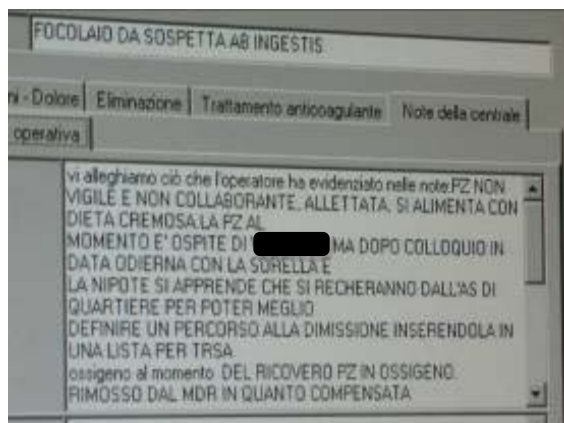 FOCOLAIO DA SOSPETTA AB INGESTIS
ni - Dolore Eliminazione Trattamento anticoagulante Note della centrale
operativa
vi alleghiamo ciò che l'operatore ha evidenziato nelle note:PZ NON
VIGILE E NON COLLABORANTE, ALLETTATA, SI ALIMENTA CON
DIETA CREMOSA.LA PZ AL
MOMENTO E' OSPITE DI MA DOPO COLLOQUIO IN
DATA ODIERNA CON LA SORELLA E
LA NIIPOTE SI APPRENDE CHE SI RECHERANNO DALL'AS DI
QUARTIERE PER POTER MEGLIO
DEFINIRE UN PERCORSO ALLA DIMISSIONE INSERENDOLA IN
UNA LISTA PER TRSA.
ossigeno al momento DEL RICOVERO PZ IN OSSIGENO.
RIMOSSO DAL MDR IN QUANTO COMPENSATA